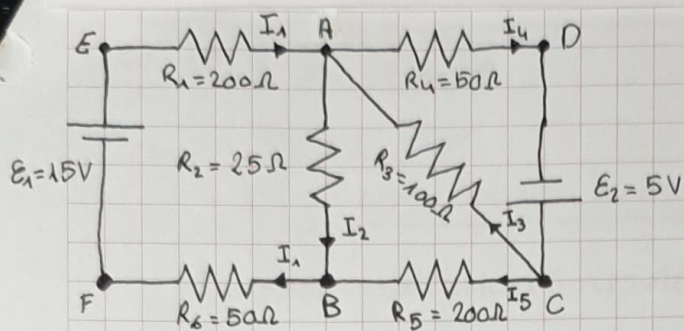 E I₁ A I₄ D
R₁=200Ω R₄=50Ω
ε₁=15V R₂=25Ω R₃=100Ω ε₂=5V
I₂ I₃
F I₁ B I₅ C
R₆=50Ω R₅=200Ω